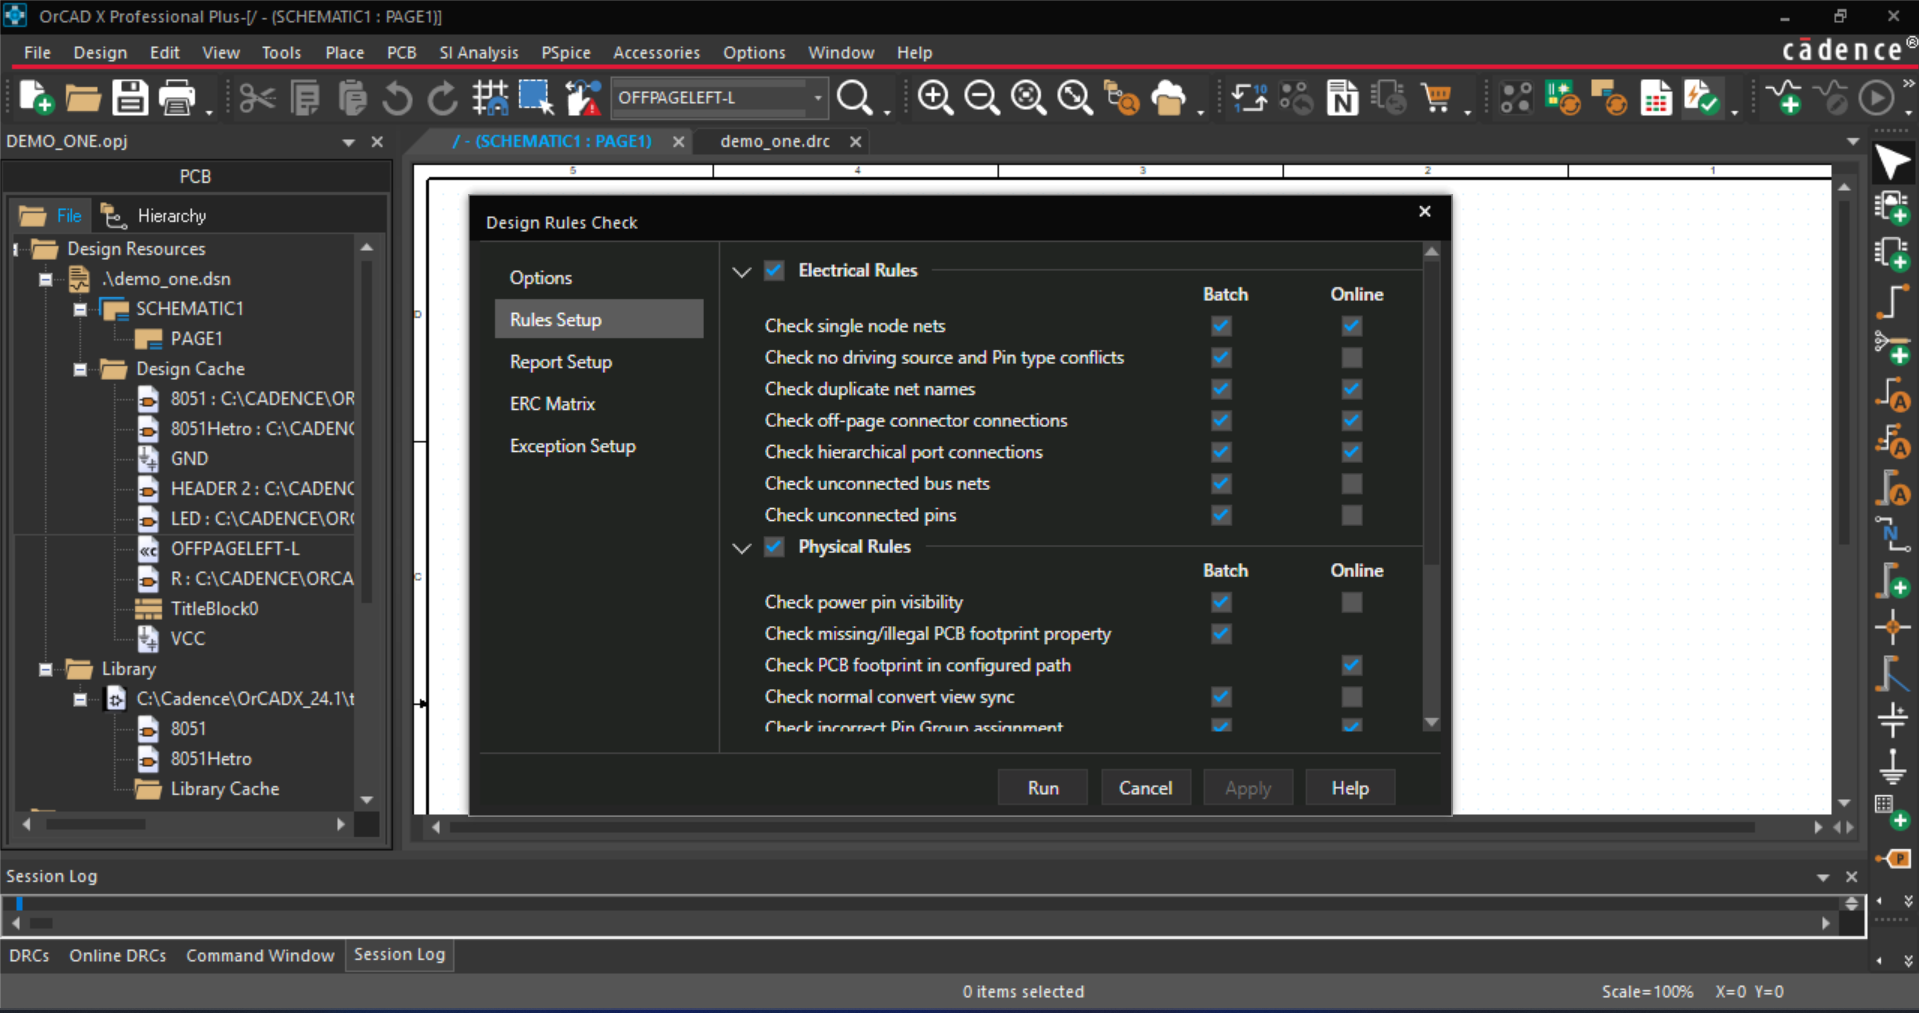 OrCAD X Professional Plus-[/ - (SCHEMATIC1 : PAGE1)]
File Design Edit View Tools Place PCB SI Analysis PSpice Accessories Options Window Help
cādence®
OFFPAGELEFT-L
DEMO_ONE.opj
/ - (SCHEMATIC1 : PAGE1)
demo_one.drc
PCB
File
Hierarchy
Design Resources
.\demo_one.dsn
SCHEMATIC1
PAGE1
Design Cache
8051 : C:\CADENCE\OR
8051Hetro : C:\CADENC
GND
HEADER 2 : C:\CADENC
LED : C:\CADENCE\OR
OFFPAGELEFT-L
R : C:\CADENCE\ORCA
TitleBlock0
VCC
Library
C:\Cadence\OrCADX_24.1\t
8051
8051Hetro
Library Cache
5 4 3 2 1
D
C
Design Rules Check
Options
Rules Setup
Report Setup
ERC Matrix
Exception Setup
Electrical Rules
Batch Online
Check single node nets
Check no driving source and Pin type conflicts
Check duplicate net names
Check off-page connector connections
Check hierarchical port connections
Check unconnected bus nets
Check unconnected pins
Physical Rules
Batch Online
Check power pin visibility
Check missing/illegal PCB footprint property
Check PCB footprint in configured path
Check normal convert view sync
Check incorrect Pin Group assignment
Run Cancel Apply Help
Session Log
DRCs Online DRCs Command Window Session Log
0 items selected
Scale=100% X=0 Y=0